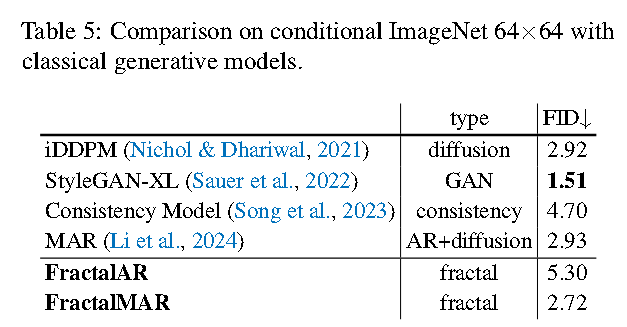 Table 5: Comparison on conditional ImageNet 64×64 with
classical generative models.
type FID↓
iDDPM (Nichol & Dhariwal, 2021) diffusion 2.92
StyleGAN-XL (Sauer et al., 2022) GAN 1.51
Consistency Model (Song et al., 2023) consistency 4.70
MAR (Li et al., 2024) AR+diffusion 2.93
FractalAR fractal 5.30
FractalMAR fractal 2.72